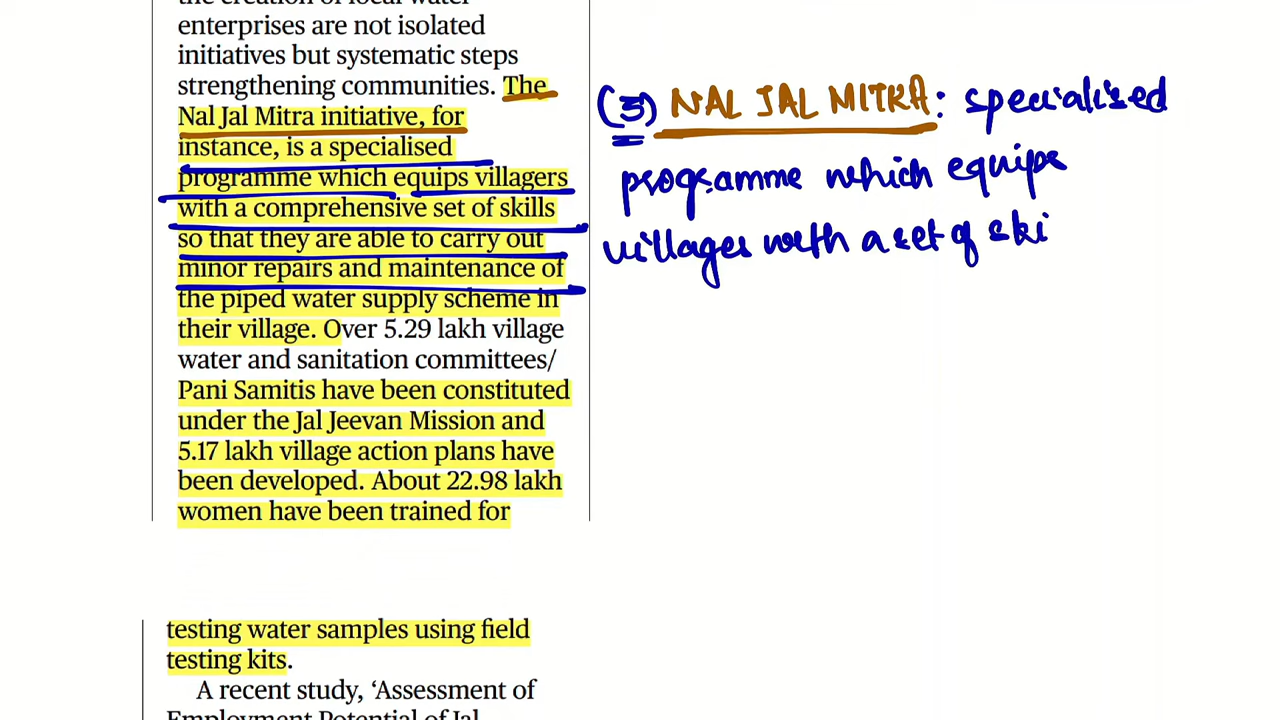 the creation of local water
enterprises are not isolated
initiatives but systematic steps
strengthening communities. The
Nal Jal Mitra initiative, for
instance, is a specialised
programme which equips villagers
with a comprehensive set of skills
so that they are able to carry out
minor repairs and maintenance of
the piped water supply scheme in
their village. Over 5.29 lakh village
water and sanitation committees/
Pani Samitis have been constituted
under the Jal Jeevan Mission and
5.17 lakh village action plans have
been developed. About 22.98 lakh
women have been trained for
testing water samples using field
testing kits.
A recent study, ‘Assessment of
Employment Potential of Jal
(3) NAL JAL MITRA: specialised
programme which equips
villages with a set of ski